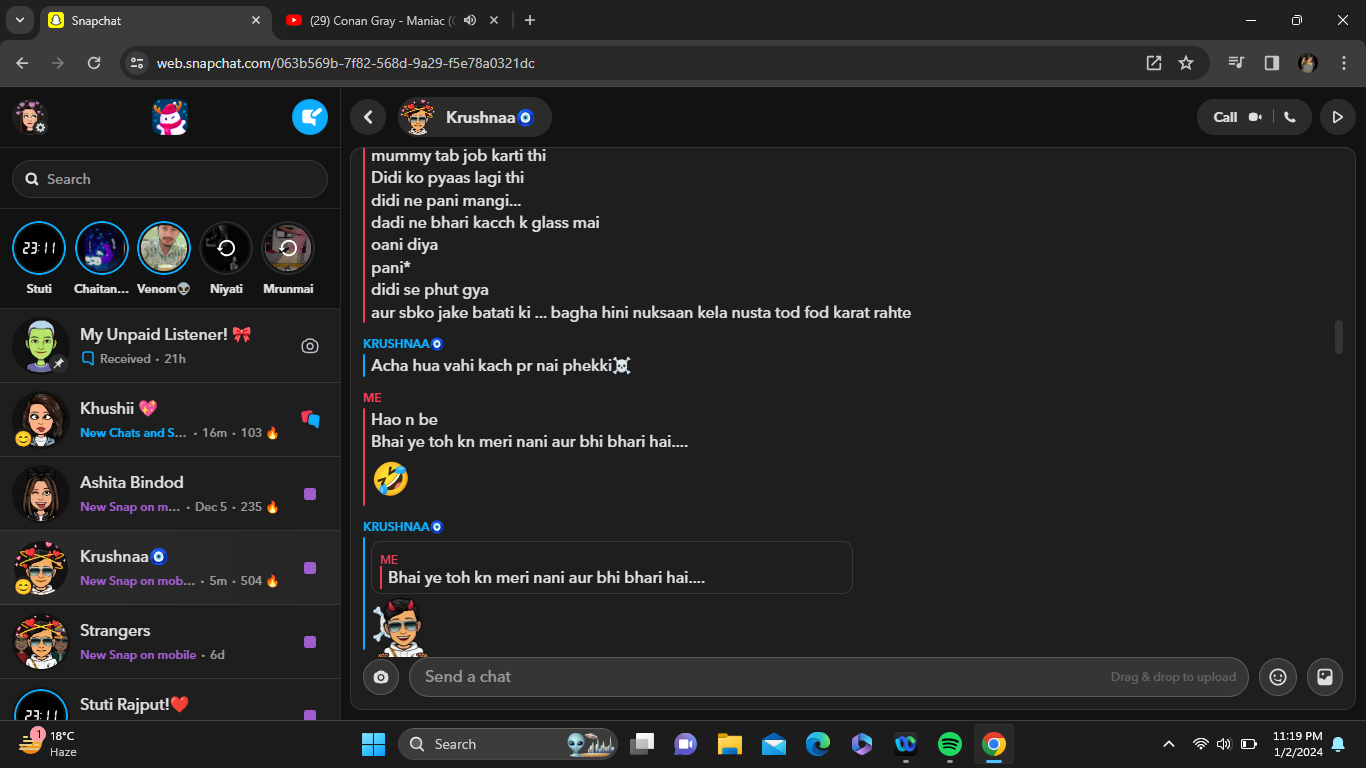 Snapchat
(29) Conan Gray - Maniac (
web.snapchat.com/063b569b-7f82-568d-9a29-f5e78a0321dc
Krushnaa🧿
Call
Search
23:11
Stuti
Chaitan...
Venom👽
Niyati
Mrunmai
My Unpaid Listener! 🎀
Received · 21h
Khushii 💖
New Chats and S... · 16m · 103 🔥
Ashita Bindod
New Snap on m... · Dec 5 · 235 🔥
Krushnaa🧿
New Snap on mob... · 5m · 504 🔥
Strangers
New Snap on mobile · 6d
23:11
Stuti Rajput!❤️
mummy tab job karti thi
Didi ko pyaas lagi thi
didi ne pani mangi...
dadi ne bhari kacch k glass mai
oani diya
pani*
didi se phut gya
aur sbko jake batati ki ... bagha hini nuksaan kela nusta tod fod karat rahte
KRUSHNAA🧿
Acha hua vahi kach pr nai phekki☠️
ME
Hao n be
Bhai ye toh kn meri nani aur bhi bhari hai....
🤣
KRUSHNAA🧿
ME
Bhai ye toh kn meri nani aur bhi bhari hai....
Send a chat
Drag & drop to upload
1
18°C
Haze
Search
11:19 PM
1/2/2024